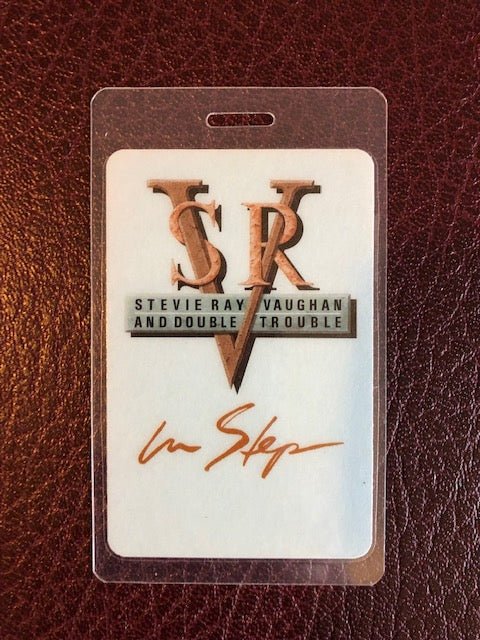 SRV
STEVIE RAY VAUGHAN
AND DOUBLE TROUBLE
In Step